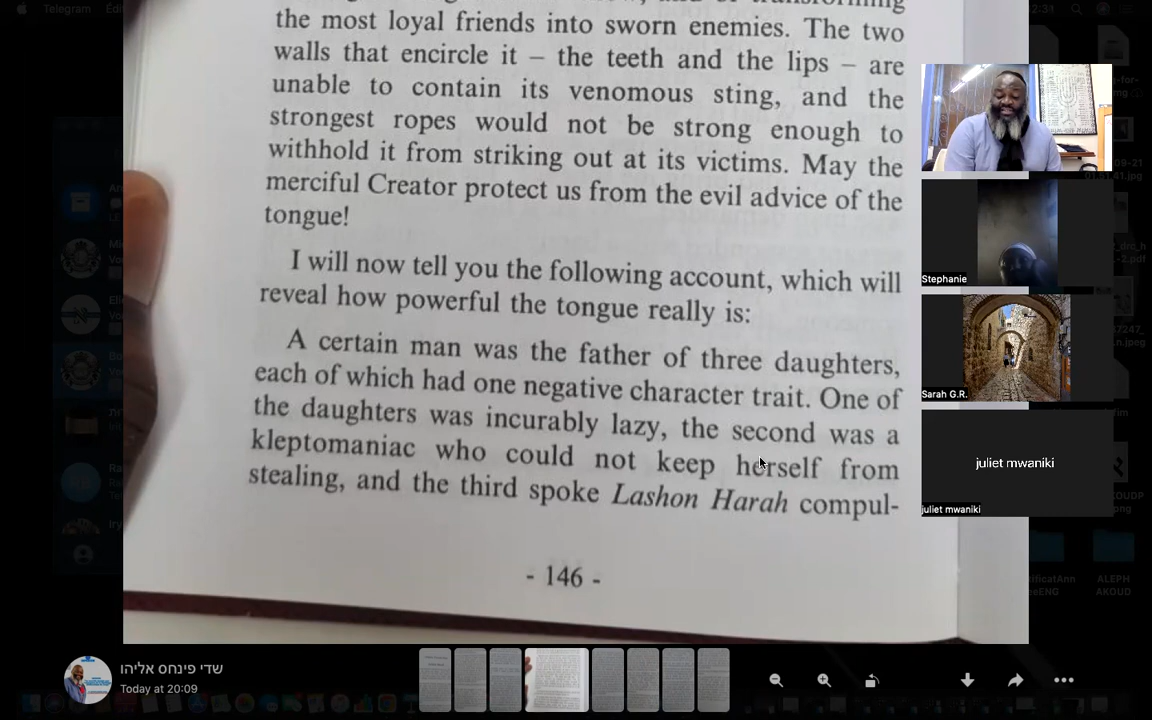 Telegram
2:31
the most loyal friends into sworn enemies. The two
walls that encircle it – the teeth and the lips – are
unable to contain its venomous sting, and the
strongest ropes would not be strong enough to
withhold it from striking out at its victims. May the
merciful Creator protect us from the evil advice of the
tongue!
I will now tell you the following account, which will
reveal how powerful the tongue really is:
A certain man was the father of three daughters,
each of which had one negative character trait. One of
the daughters was incurably lazy, the second was a
kleptomaniac who could not keep herself from
stealing, and the third spoke Lashon Harah compul-
- 146 -
Stephanie
Sarah G.R.
juliet mwaniki
juliet mwaniki
ALEPH
AKOUD
שדי פינחס אליהו
Today at 20:09